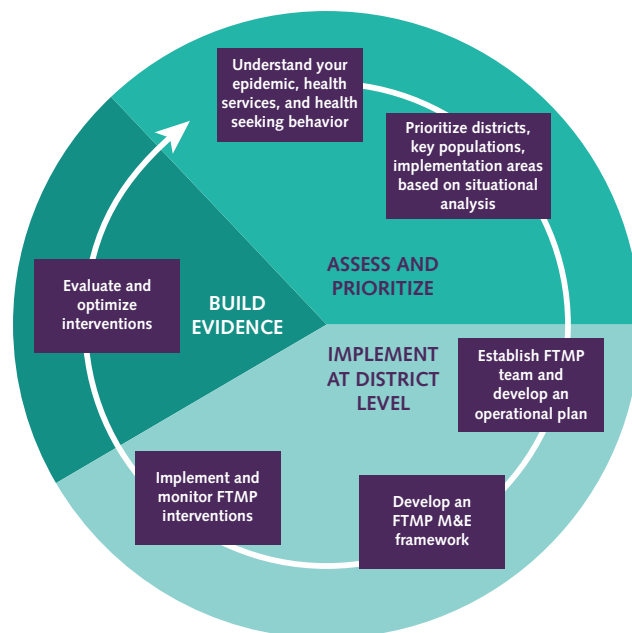 Understand your
epidemic, health
services, and health
seeking behavior
Prioritize districts,
key populations,
implementation areas
based on situational
analysis
ASSESS AND
PRIORITIZE
Evaluate and
optimize
interventions
BUILD
EVIDENCE
IMPLEMENT
AT DISTRICT
LEVEL
Establish FTMP
team and
develop an
operational plan
Implement and
monitor FTMP
interventions
Develop an
FTMP M&E
framework